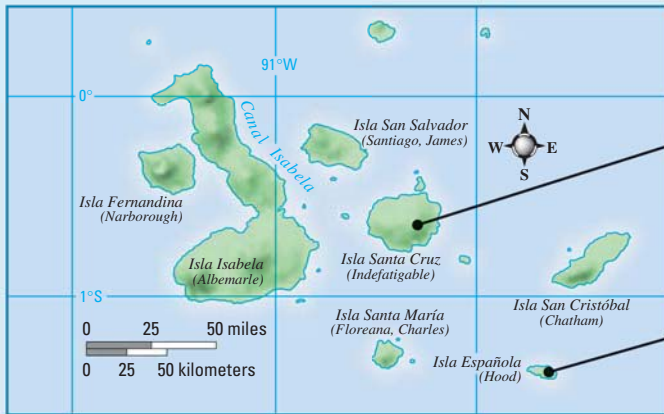 91°W
0°
Canal Isabela
Isla San Salvador
(Santiago, James)
N
W E
S
Isla Fernandina
(Narborough)
Isla Santa Cruz
(Indefatigable)
Isla Isabela
(Albemarle)
1°S
Isla San Cristóbal
(Chatham)
Isla Santa María
(Floreana, Charles)
0 25 50 miles
0 25 50 kilometers
Isla Española
(Hood)